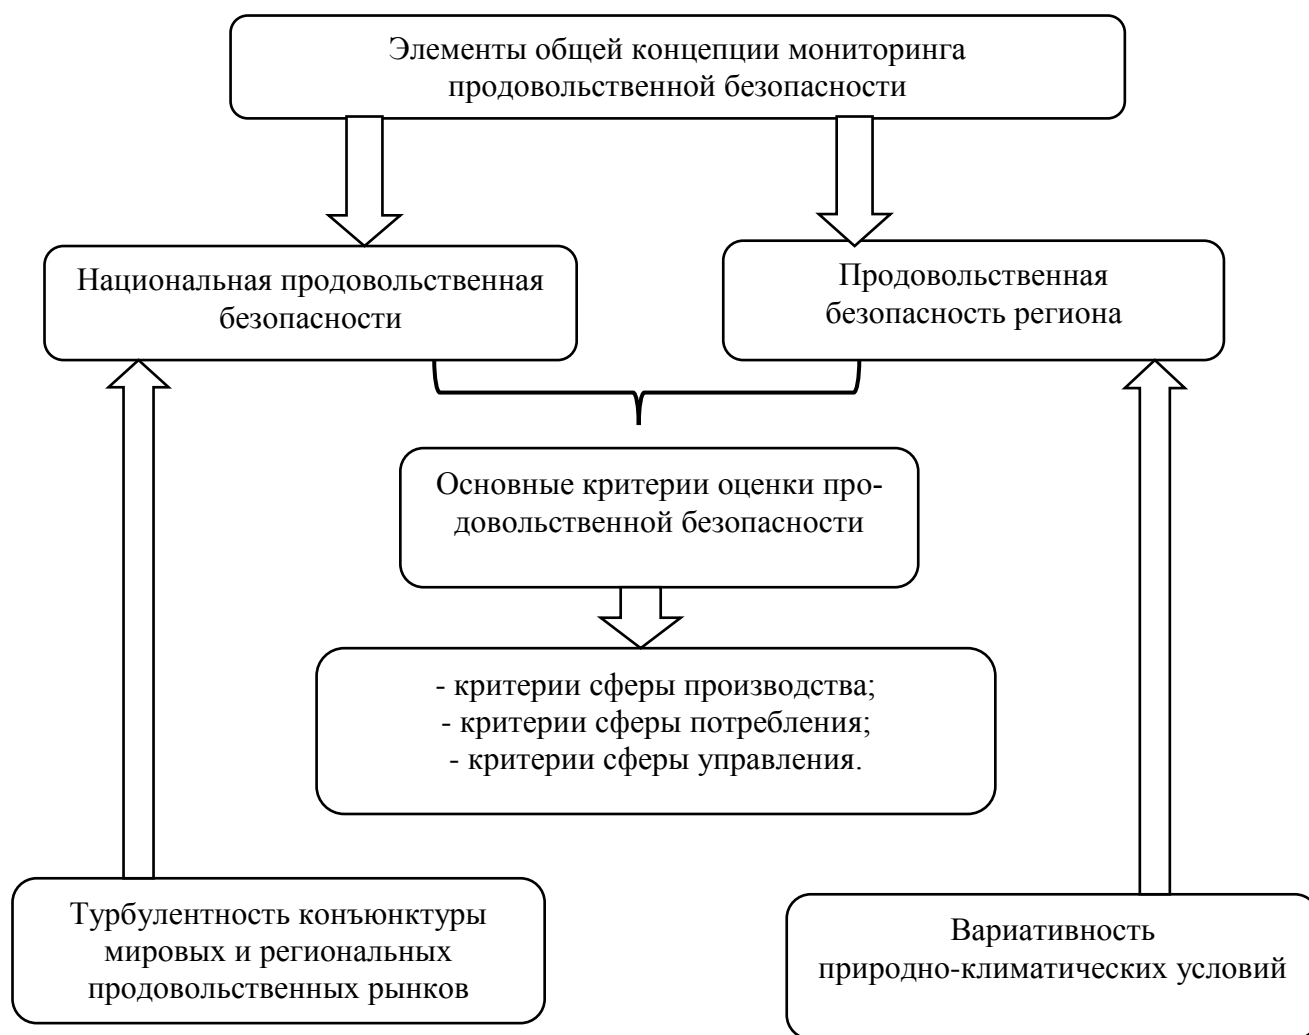 Элементы общей концепции мониторинга
продовольственной безопасности
Национальная продовольственная
безопасности
Продовольственная
безопасность региона
Основные критерии оценки про-
довольственной безопасности
- критерии сферы производства;
- критерии сферы потребления;
- критерии сферы управления.
Турбулентность конъюнктуры
мировых и региональных
продовольственных рынков
Вариативность
природно-климатических условий